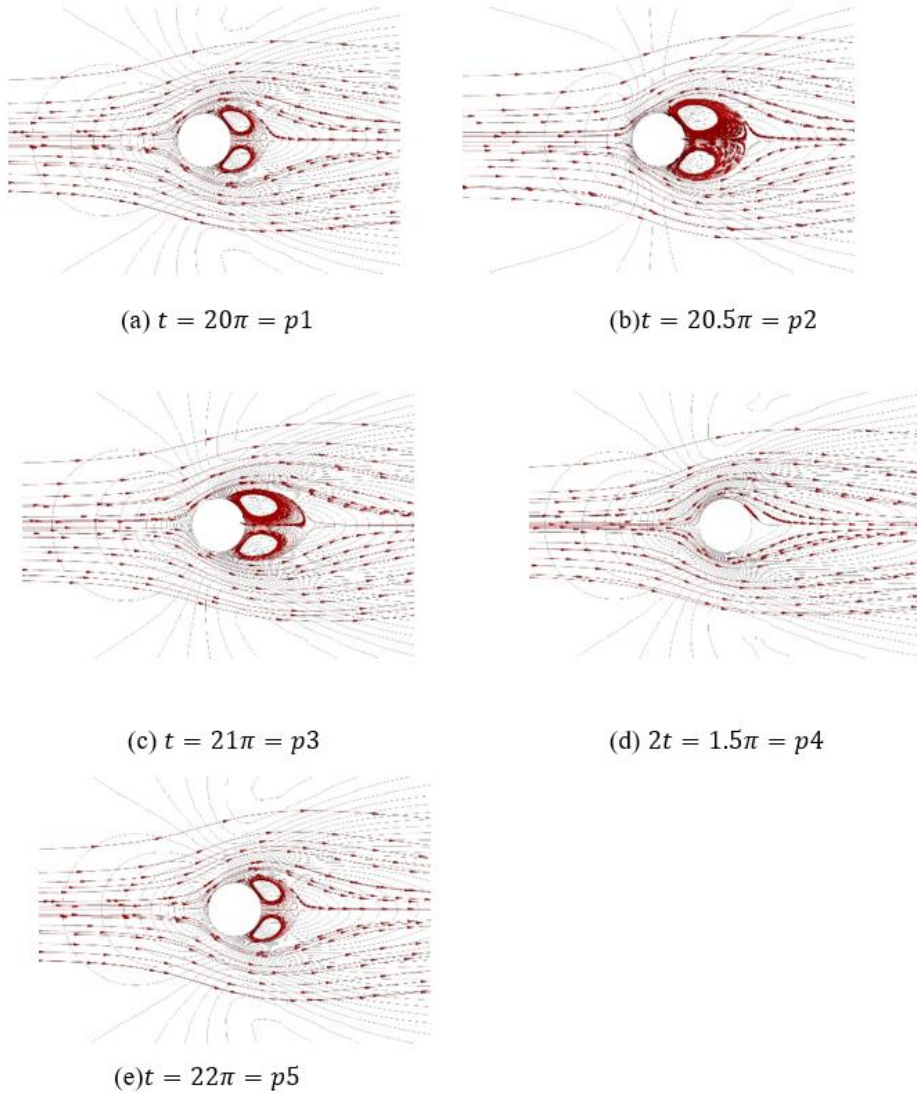 (a) 𝑡 = 20𝜋 = 𝑝1
(b)𝑡 = 20.5𝜋 = 𝑝2
(c) 𝑡 = 21𝜋 = 𝑝3
(d) 2𝑡 = 1.5𝜋 = 𝑝4
(e)𝑡 = 22𝜋 = 𝑝5